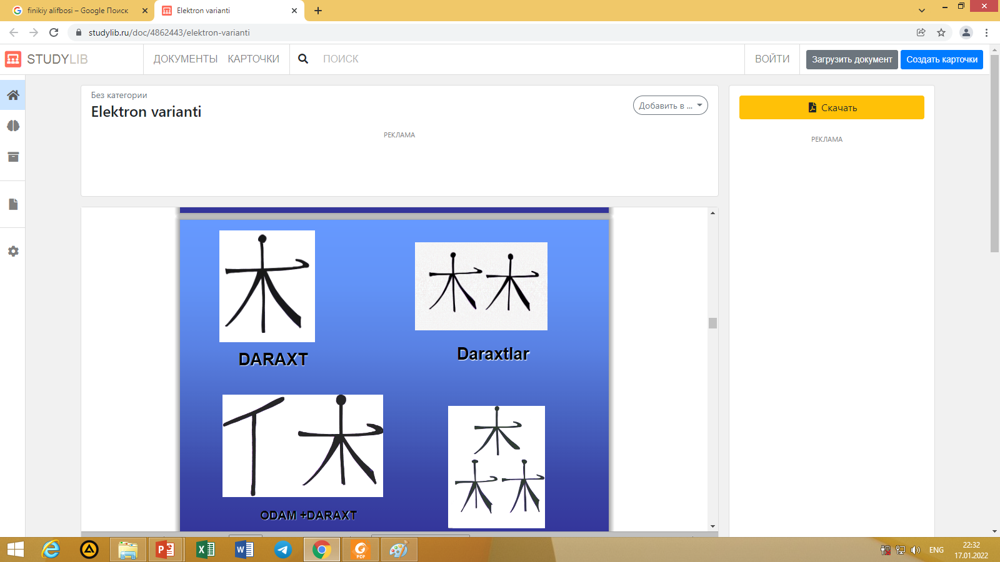 finikiy alifbosi – Google Поиск
Elektron varianti
studylib.ru/doc/4862443/elektron-varianti
STUDYLIB
ДОКУМЕНТЫ
КАРТОЧКИ
ПОИСК
ВОЙТИ
Загрузить документ
Создать карточки
Без категории
Elektron varianti
Добавить в ...
РЕКЛАМА
Скачать
РЕКЛАМА
木
木木
DARAXT
Daraxtlar
亻木
木
木木
ODAM +DARAXT
PDF
ENG
22:32
17.01.2022